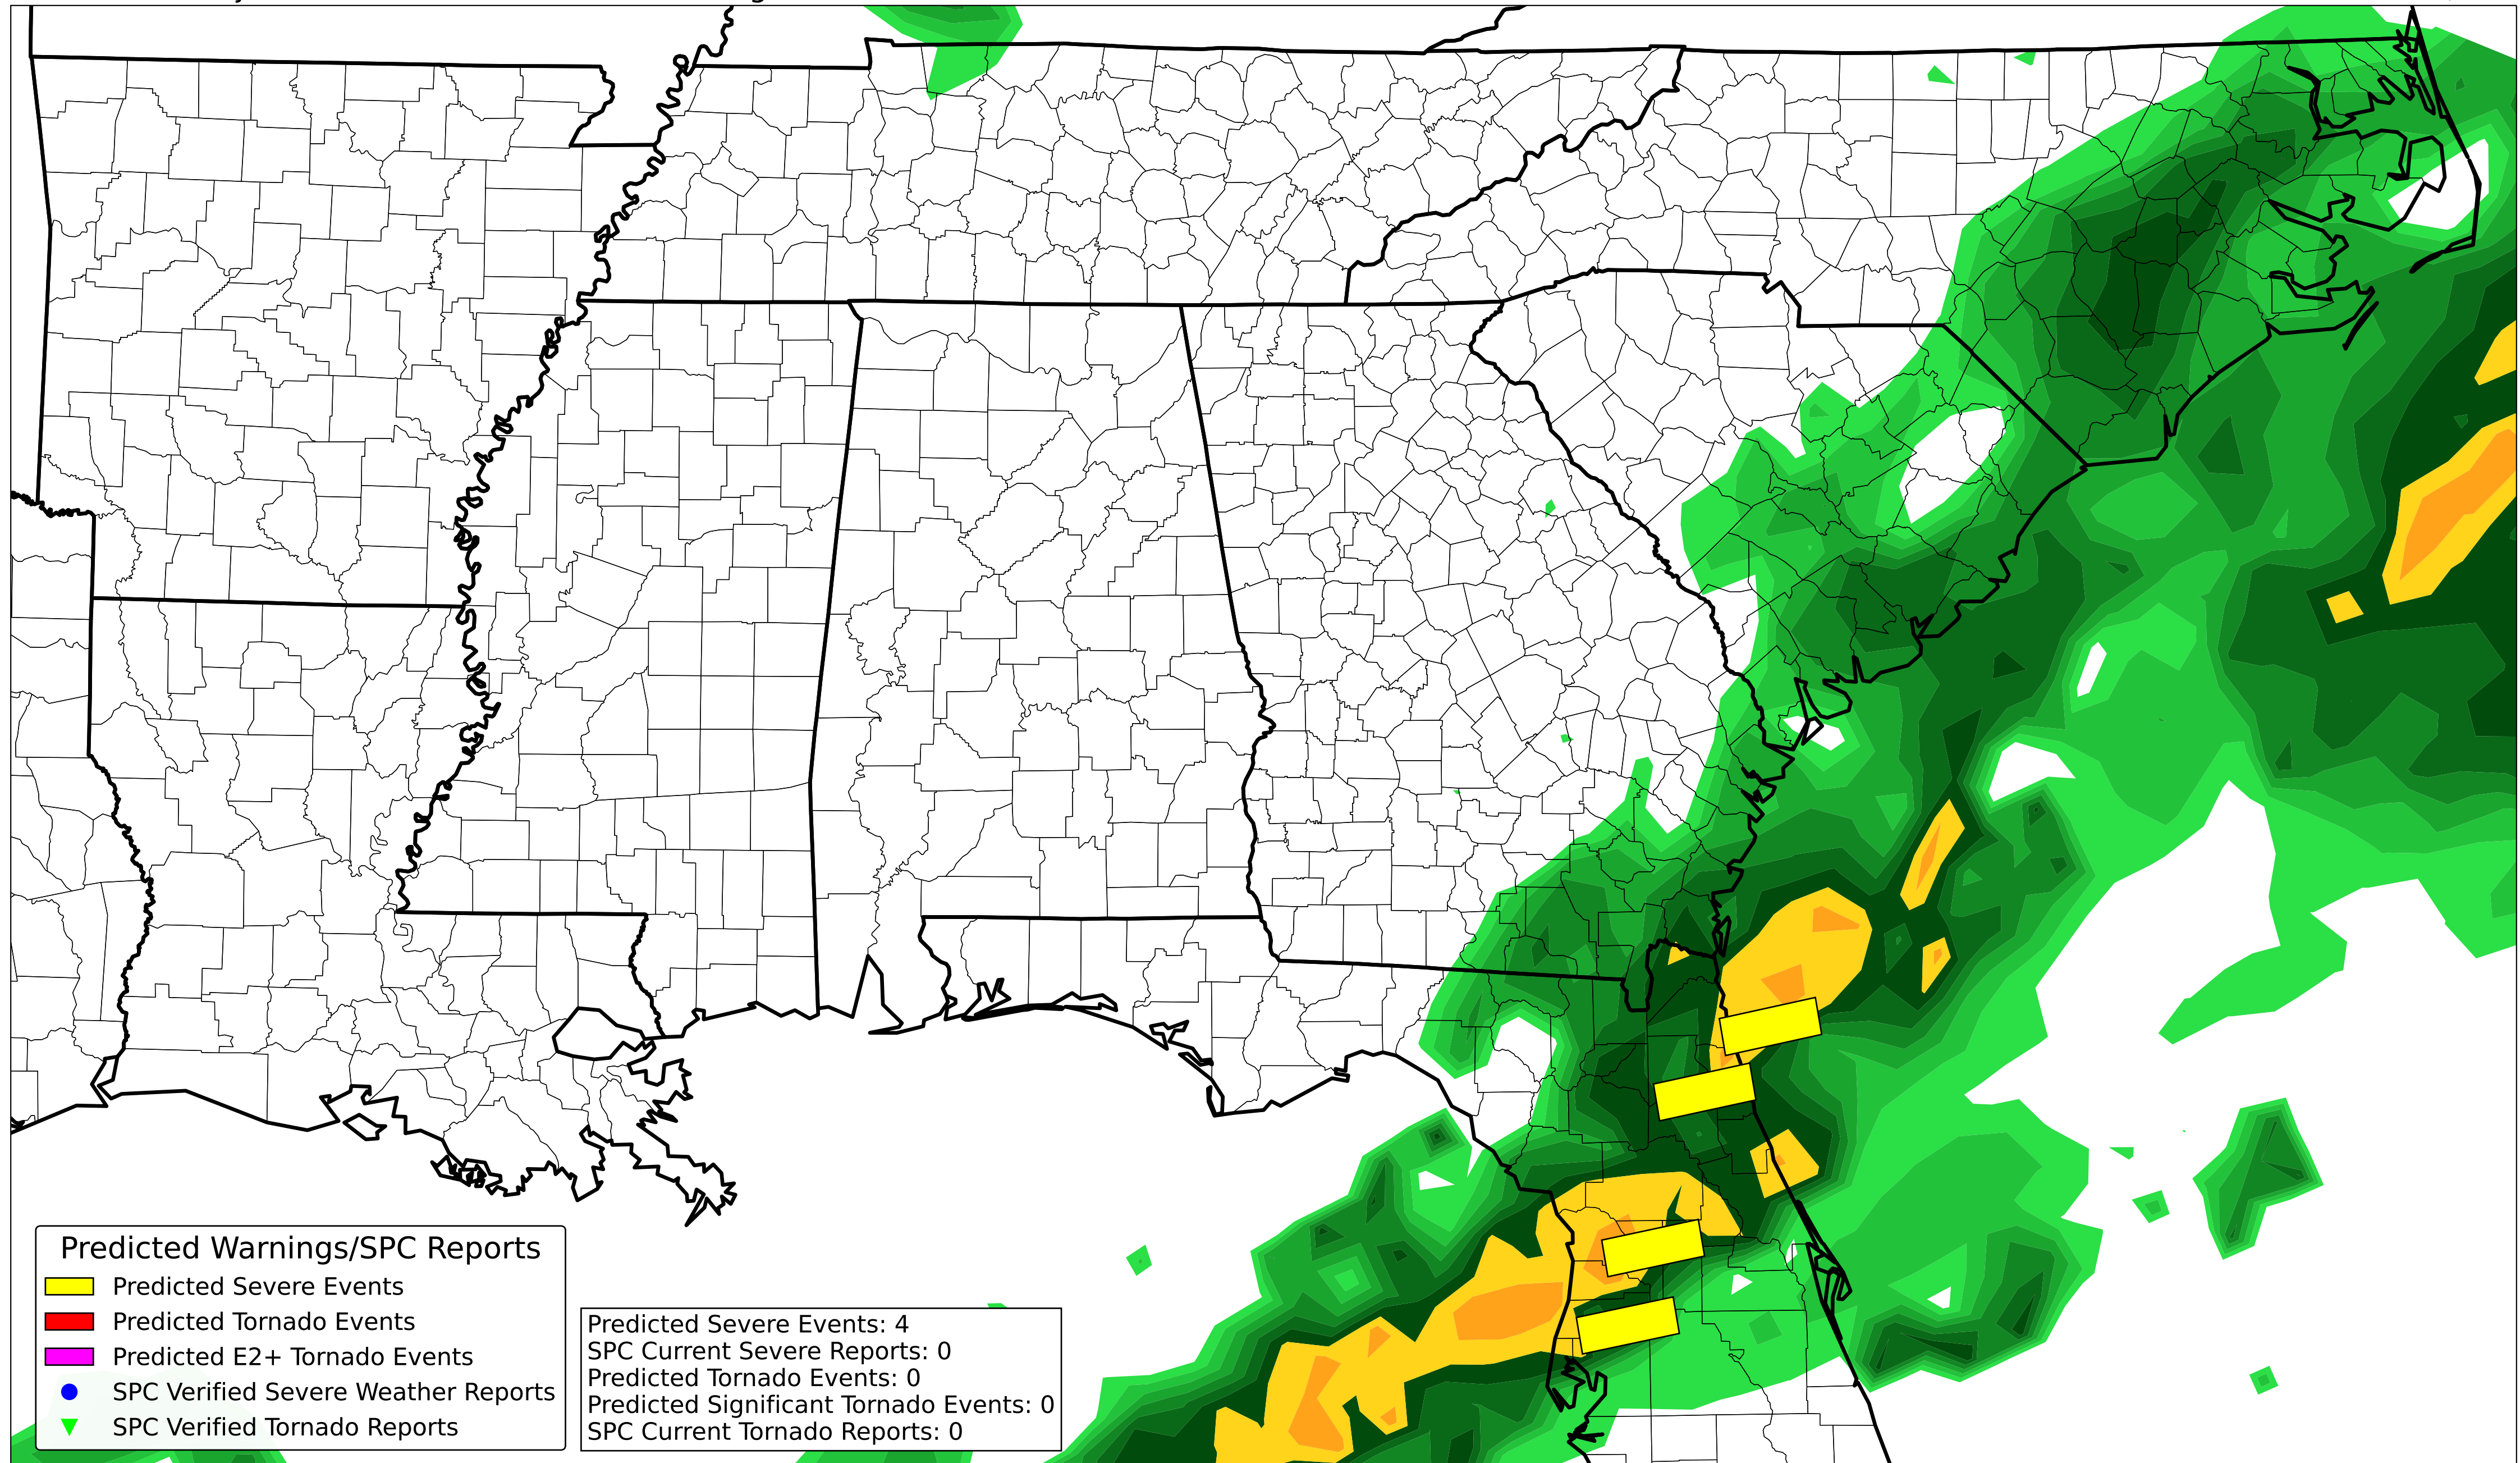 Predicted Warnings/SPC Reports
Predicted Severe Events
Predicted Tornado Events
Predicted E2+ Tornado Events
SPC Verified Severe Weather Reports
SPC Verified Tornado Reports
Predicted Severe Events: 4
SPC Current Severe Reports: 0
Predicted Tornado Events: 0
Predicted Significant Tornado Events: 0
SPC Current Tornado Reports: 0